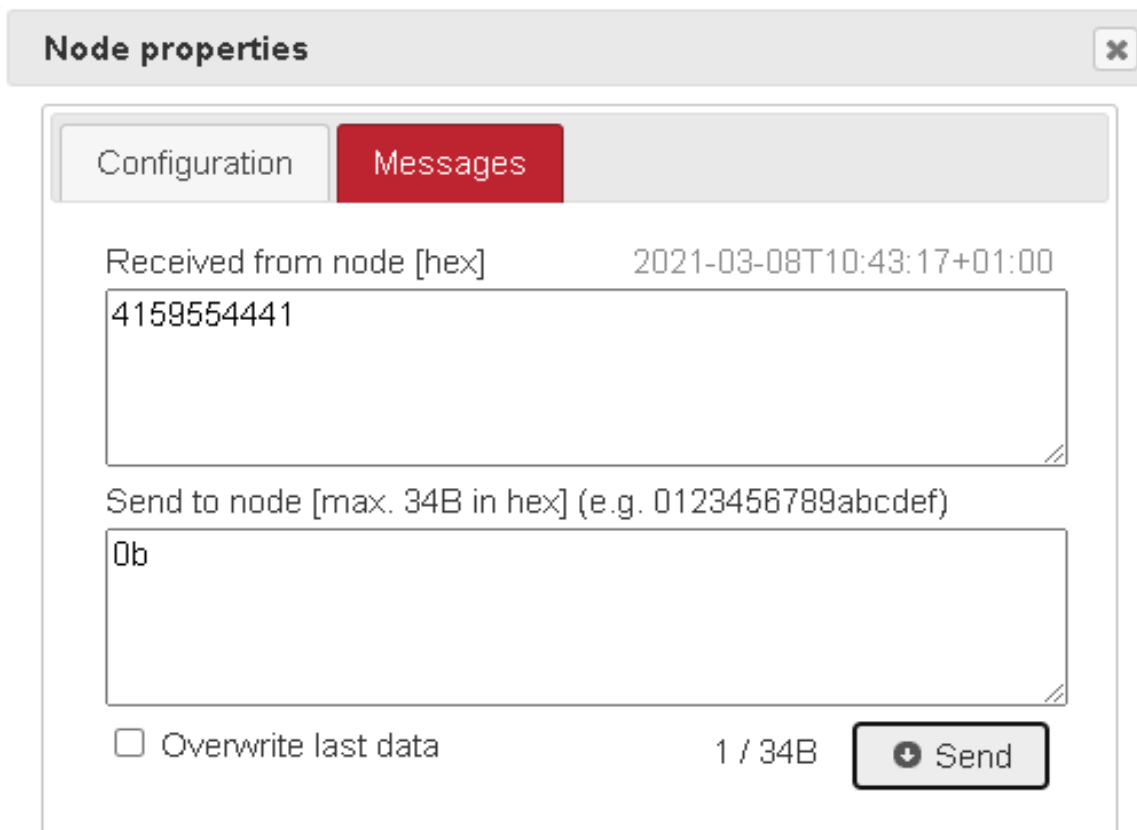 Node properties
Configuration Messages
Received from node [hex] 2021-03-08T10:43:17+01:00
4159554441
Send to node [max. 34B in hex] (e.g. 0123456789abcdef)
0b
Overwrite last data 1 / 34B Send